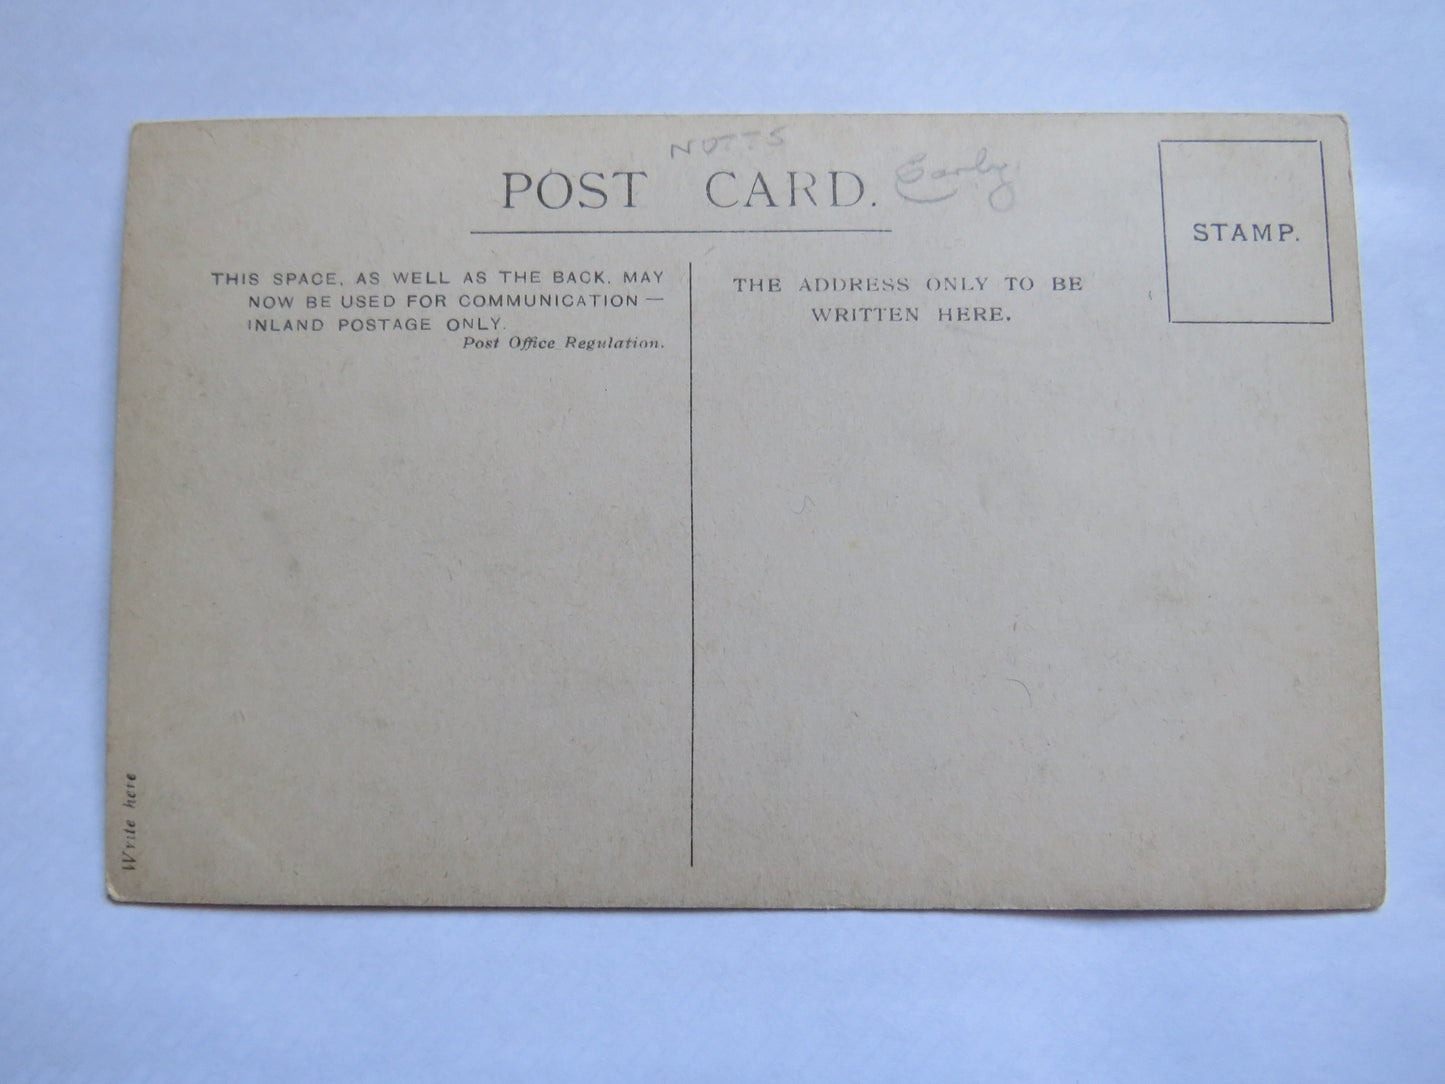 NOTTS
POST CARD. Early
STAMP.
THIS SPACE, AS WELL AS THE BACK, MAY
NOW BE USED FOR COMMUNICATION —
INLAND POSTAGE ONLY.
Post Office Regulation.
THE ADDRESS ONLY TO BE
WRITTEN HERE.
Write here